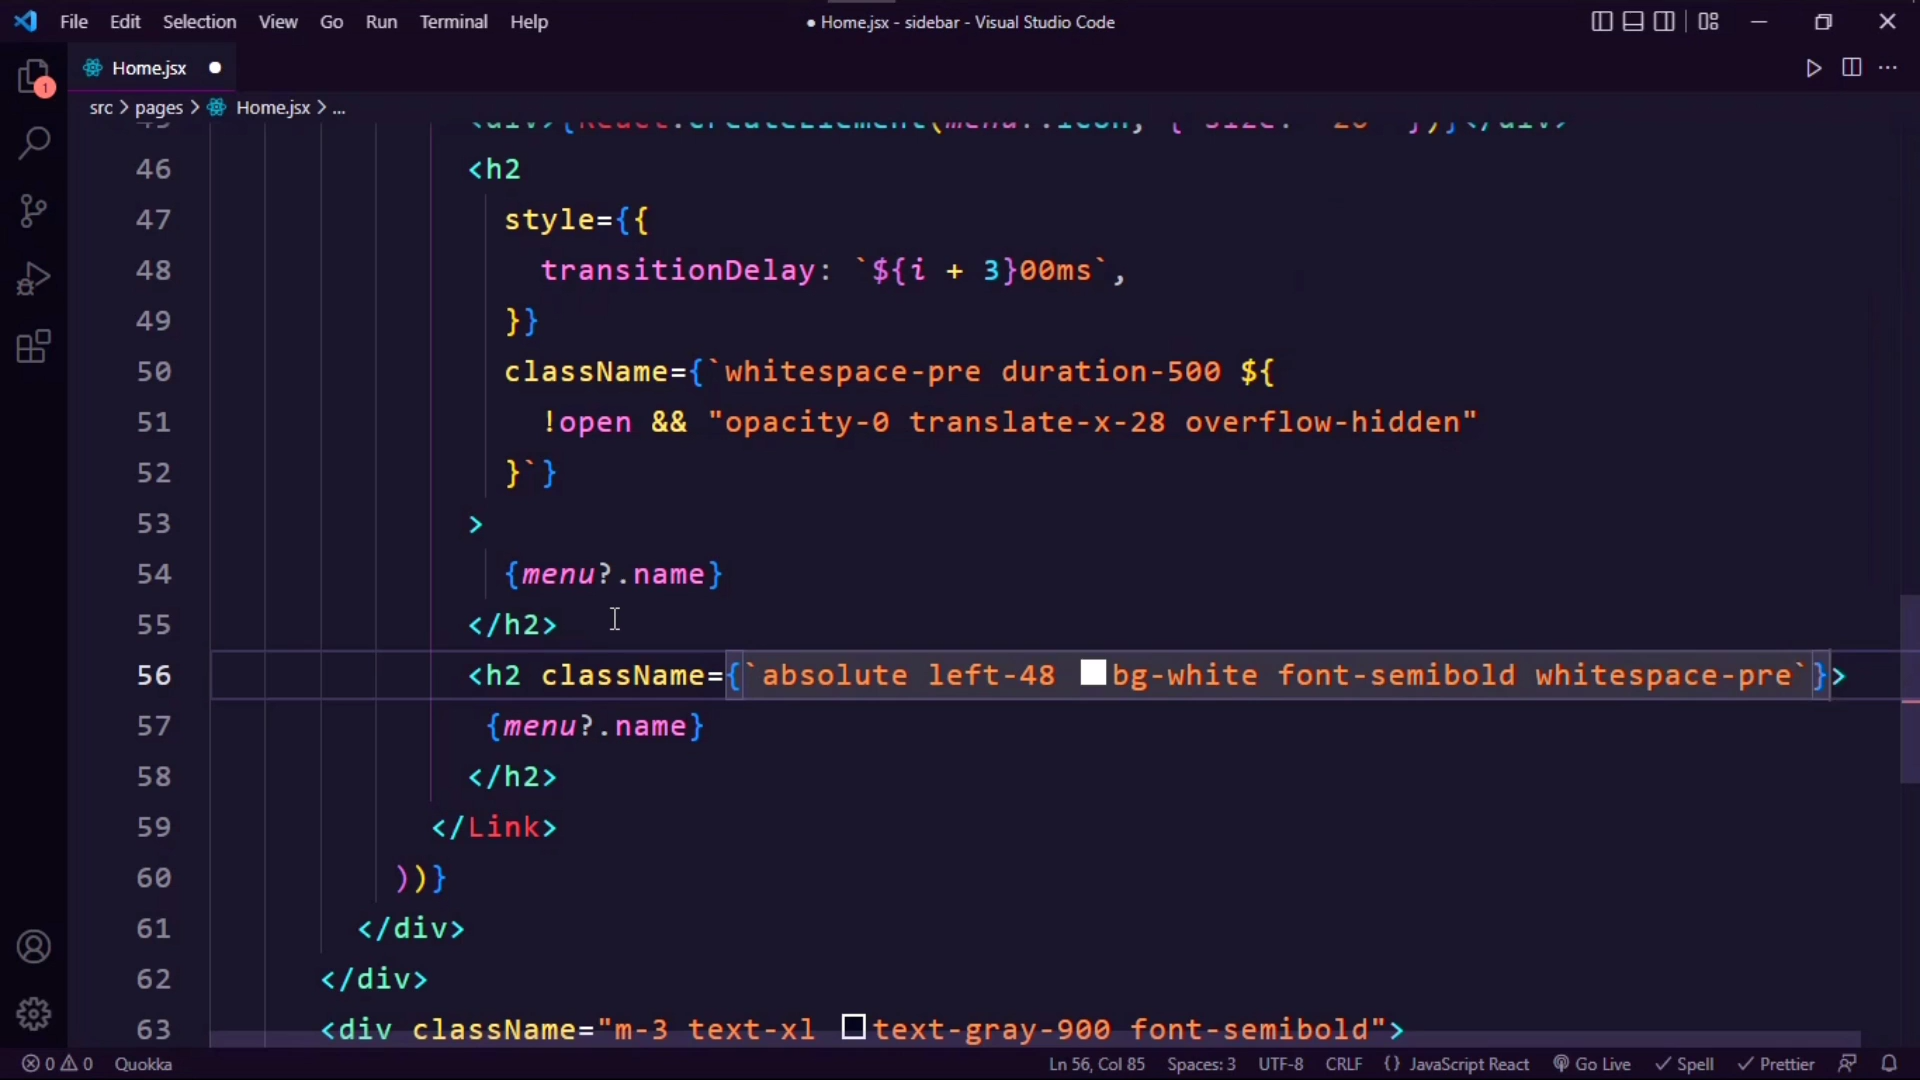 File Edit Selection View Go Run Terminal Help
● Home.jsx - sidebar - Visual Studio Code
1
Home.jsx
src > pages > Home.jsx > ...
46 <h2
47 style={{
48 transitionDelay: `${i + 3}00ms`,
49 }}
50 className={`whitespace-pre duration-500 ${
51 !open && "opacity-0 translate-x-28 overflow-hidden"
52 }`}
53 >
54 {menu?.name}
55 </h2>
56 <h2 className={`absolute left-48 bg-white font-semibold whitespace-pre`}>
57 {menu?.name}
58 </h2>
59 </Link>
60 ))}
61 </div>
62 </div>
63 <div className="m-3 text-xl text-gray-900 font-semibold">
0 0 Quokka
Ln 56, Col 85 Spaces: 3 UTF-8 CRLF {} JavaScript React Go Live Spell Prettier